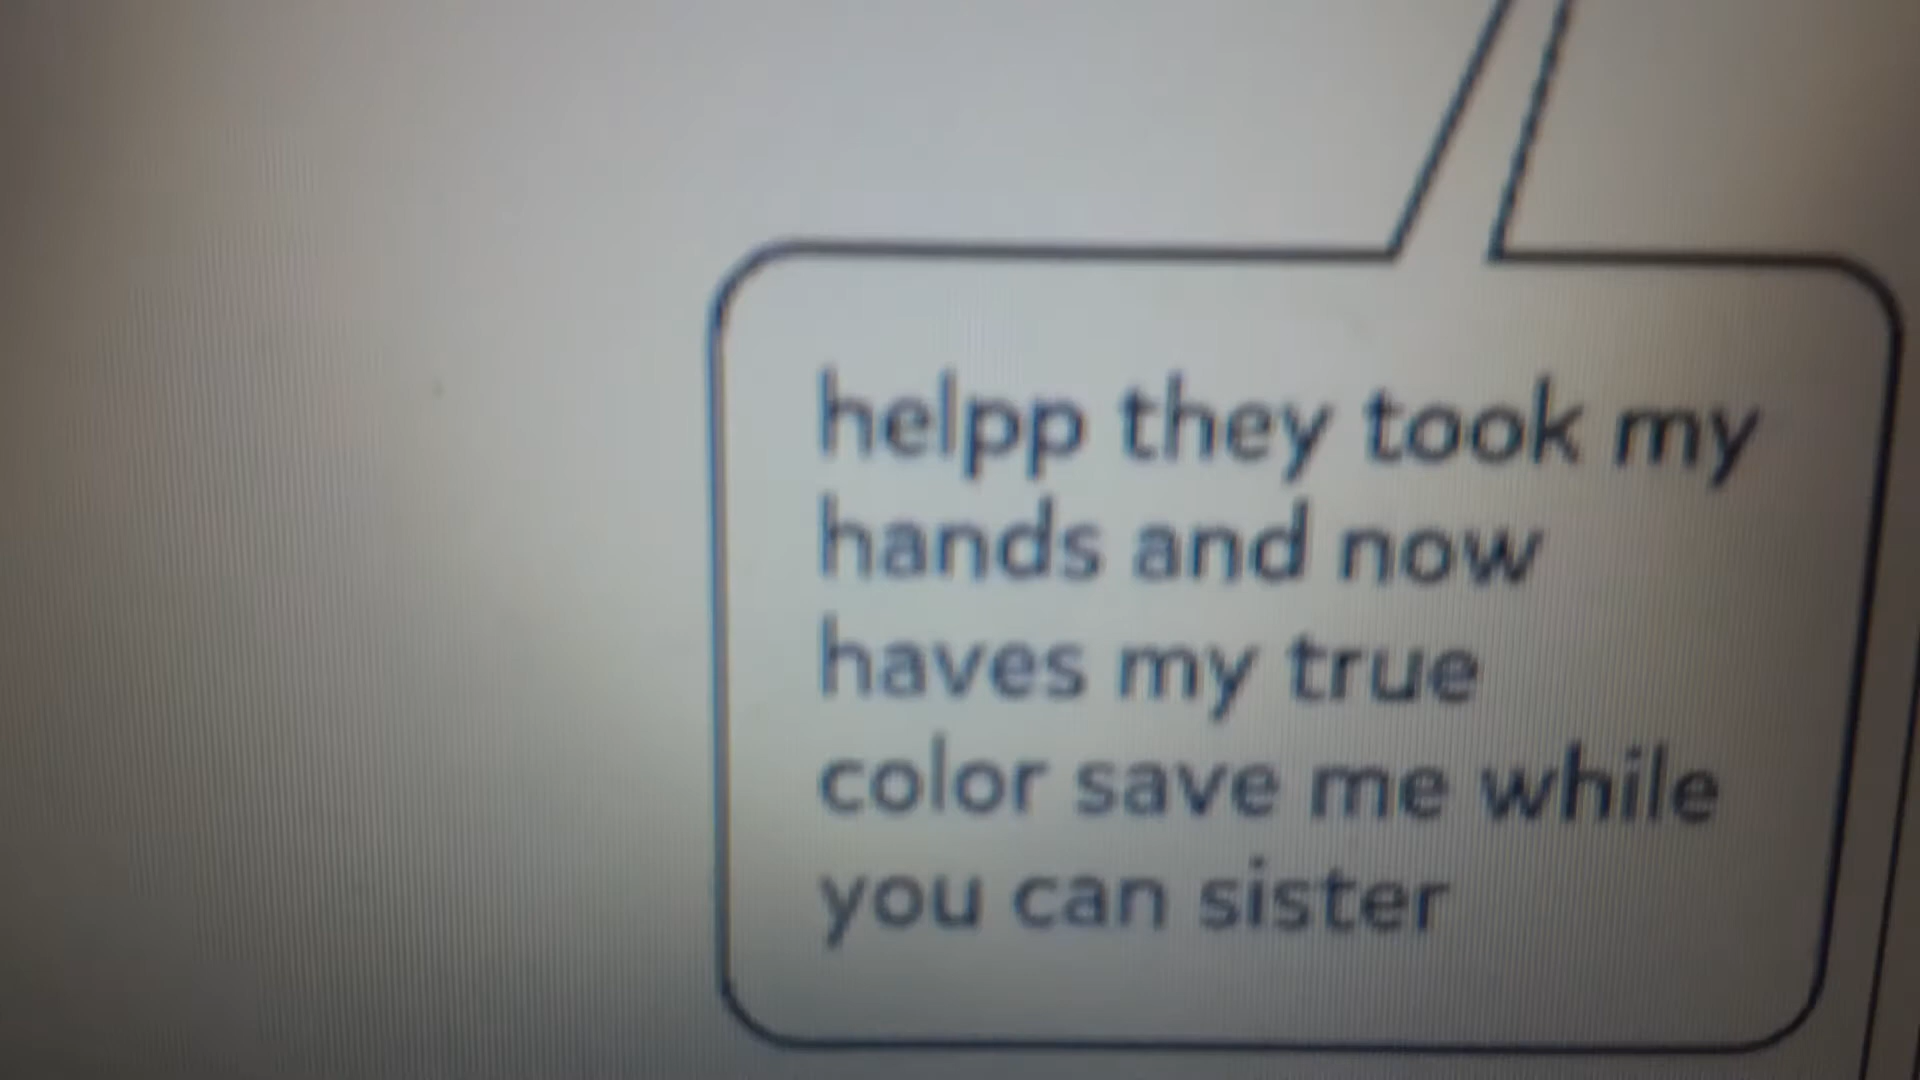 helpp they took my
hands and now
haves my true
color save me while
you can sister